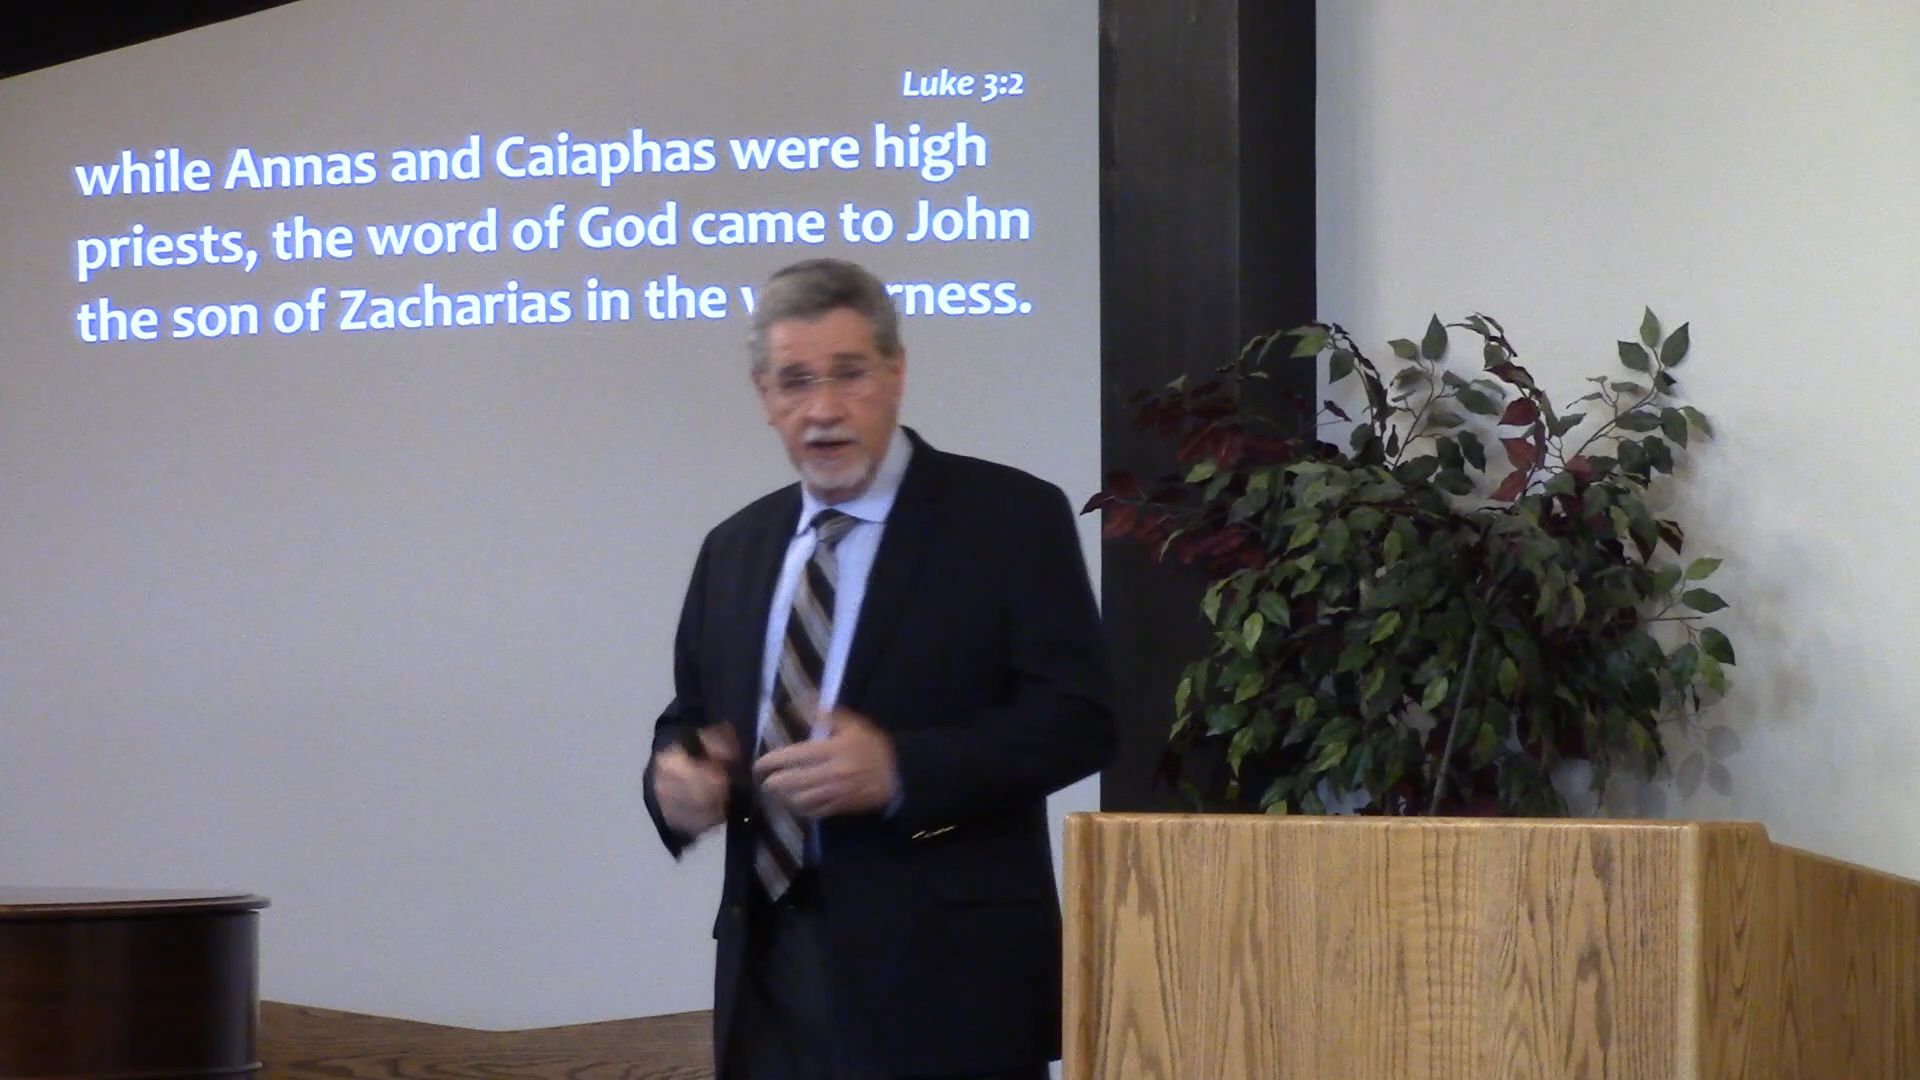 Luke 3:2
while Annas and Caiaphas were high
priests, the word of God came to John
the son of Zacharias in the